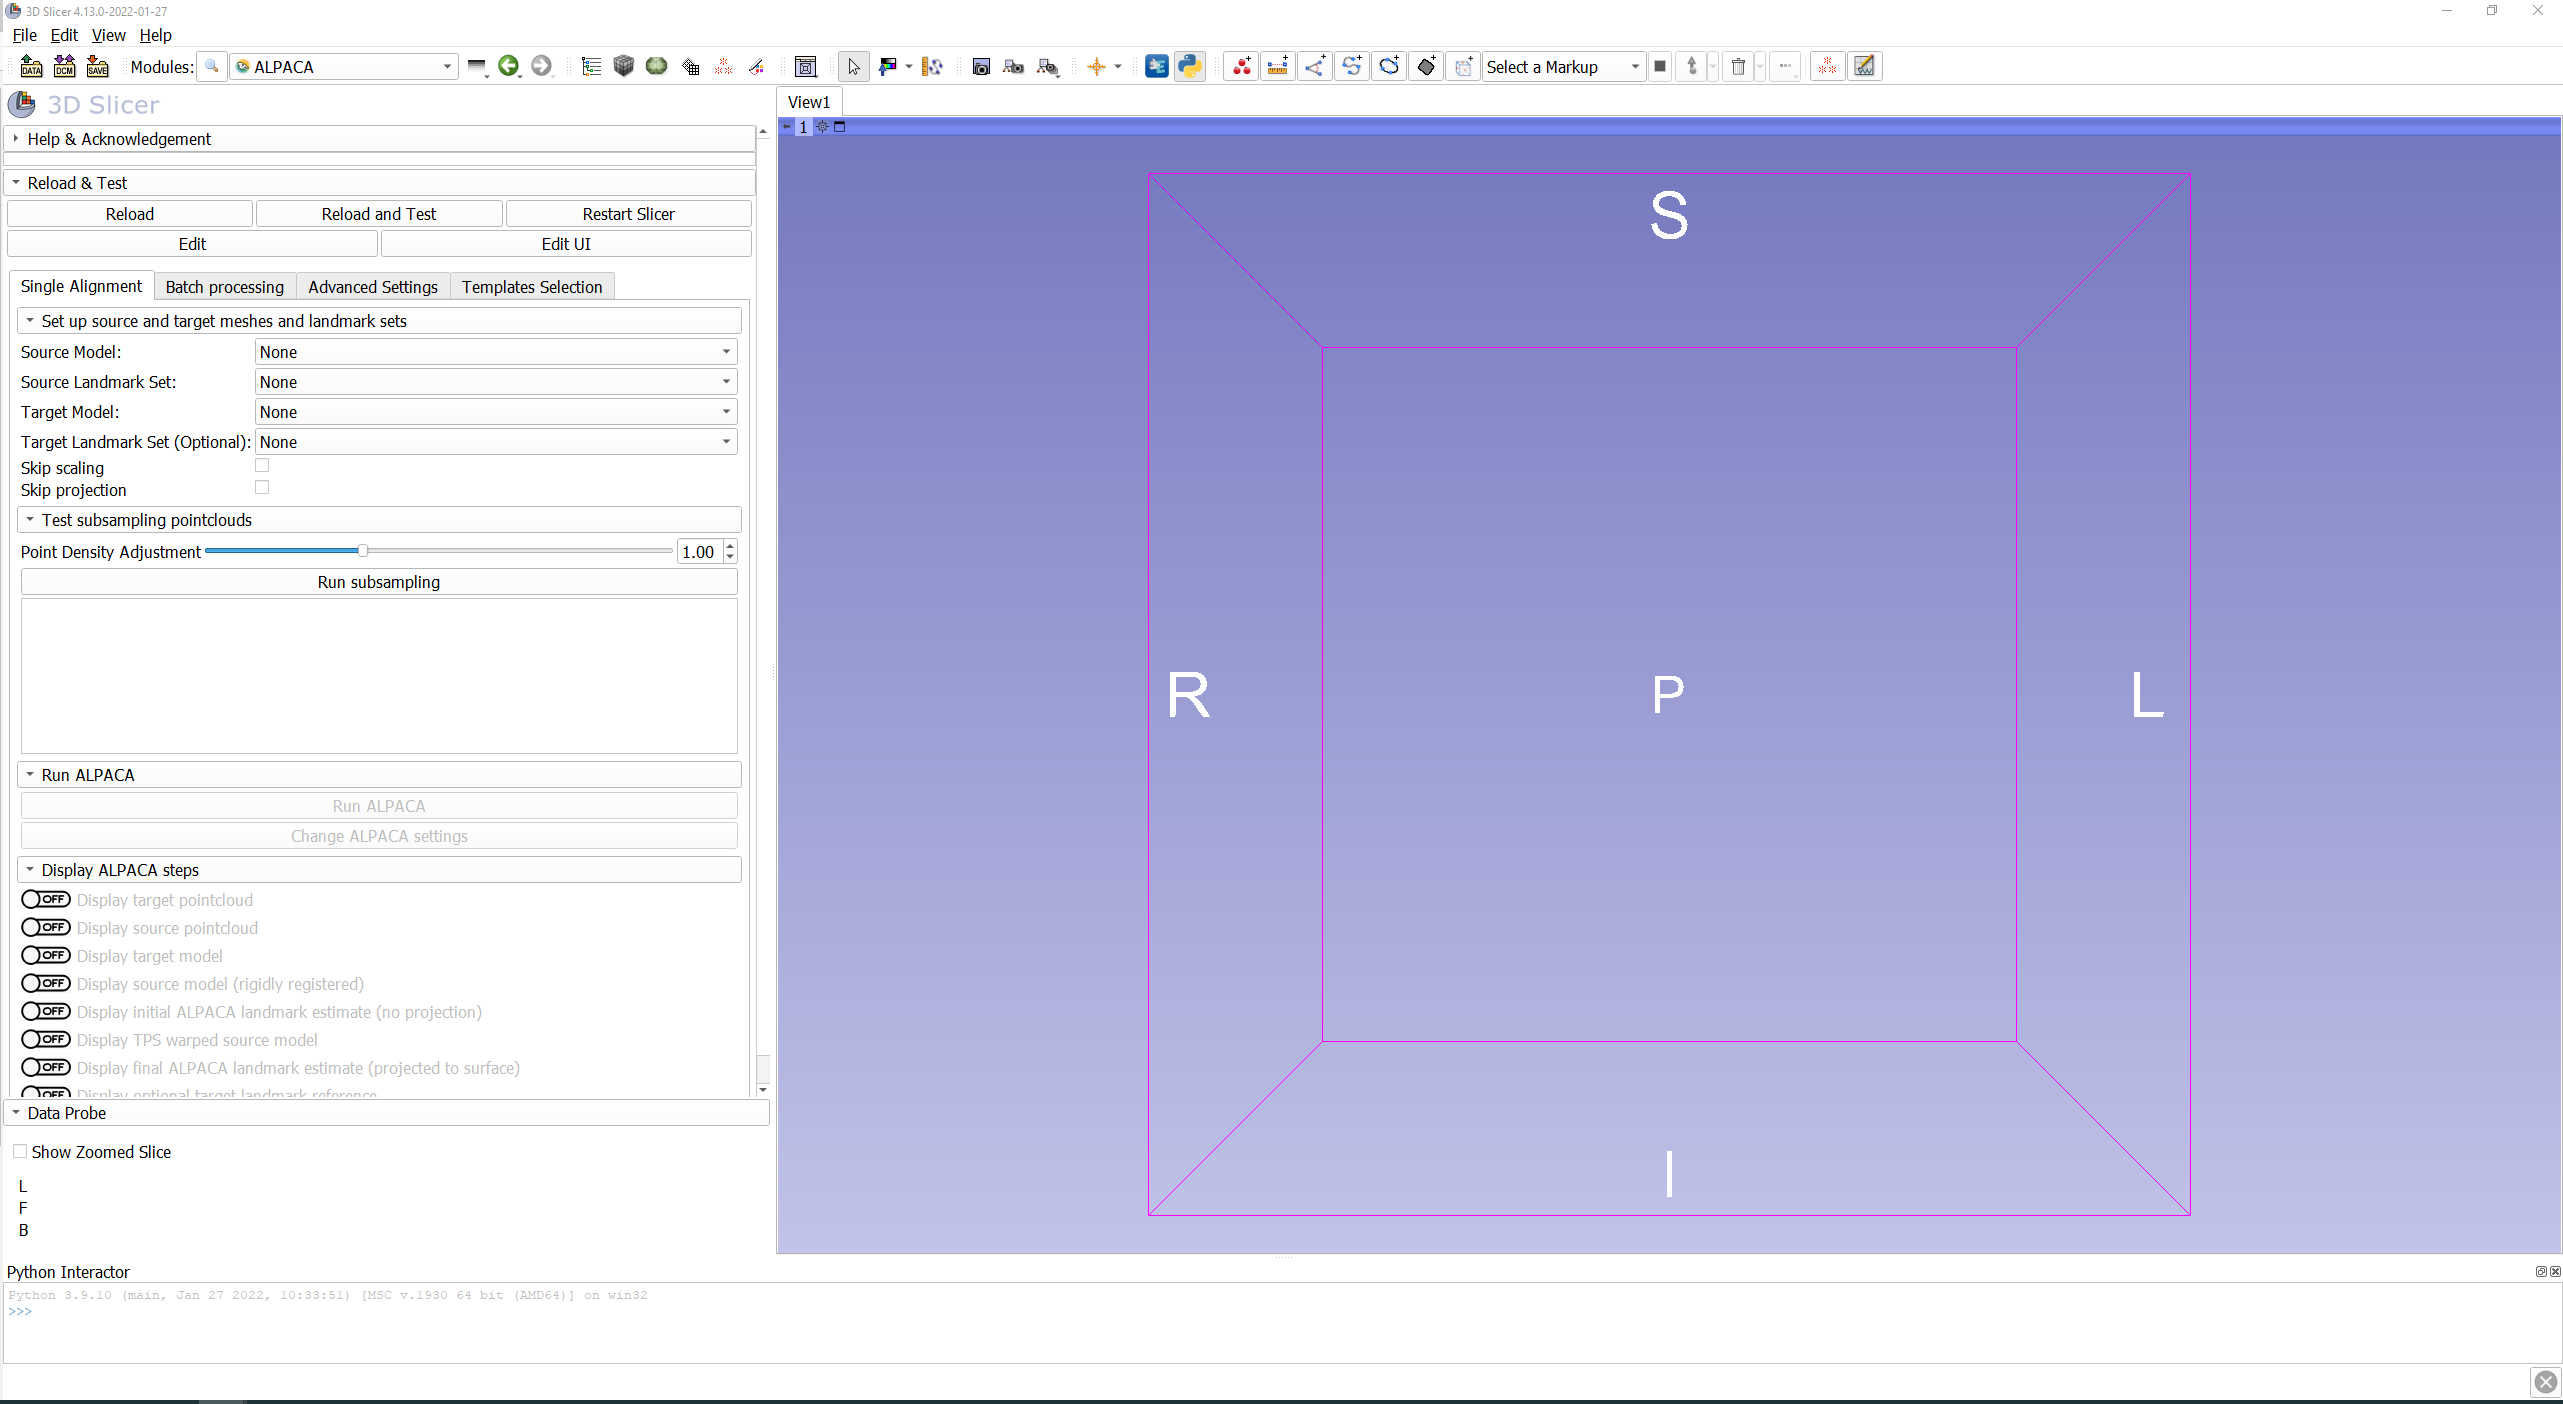 3D Slicer 4.13.0-2022-01-27
File Edit View Help
DATA DCM SAVE Modules: ALPACA Select a Markup
3D Slicer
View1
1
Help & Acknowledgement
Reload & Test
Reload Reload and Test Restart Slicer
Edit Edit UI
Single Alignment Batch processing Advanced Settings Templates Selection
Set up source and target meshes and landmark sets
Source Model: None
Source Landmark Set: None
Target Model: None
Target Landmark Set (Optional): None
Skip scaling
Skip projection
Test subsampling pointclouds
Point Density Adjustment 1.00
Run subsampling
Run ALPACA
Run ALPACA
Change ALPACA settings
Display ALPACA steps
OFF Display target pointcloud
OFF Display source pointcloud
OFF Display target model
OFF Display source model (rigidly registered)
OFF Display initial ALPACA landmark estimate (no projection)
OFF Display TPS warped source model
OFF Display final ALPACA landmark estimate (projected to surface)
OFF Display optional target landmark reference
Data Probe
Show Zoomed Slice
L
F
B
S
R P L
I
Python Interactor
Python 3.9.10 (main, Jan 27 2022, 10:33:51) [MSC v.1930 64 bit (AMD64)] on win32
>>>